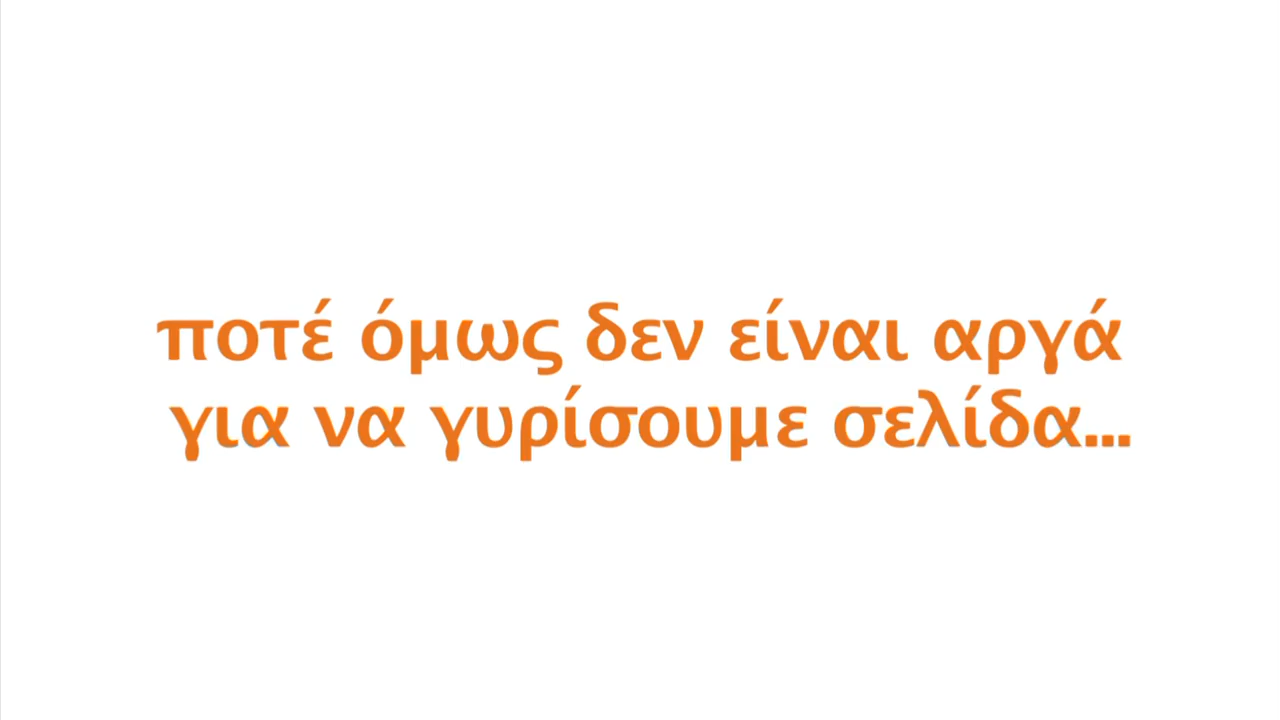 ποτέ όμως δεν είναι αργά
για να γυρίσουμε σελίδα...